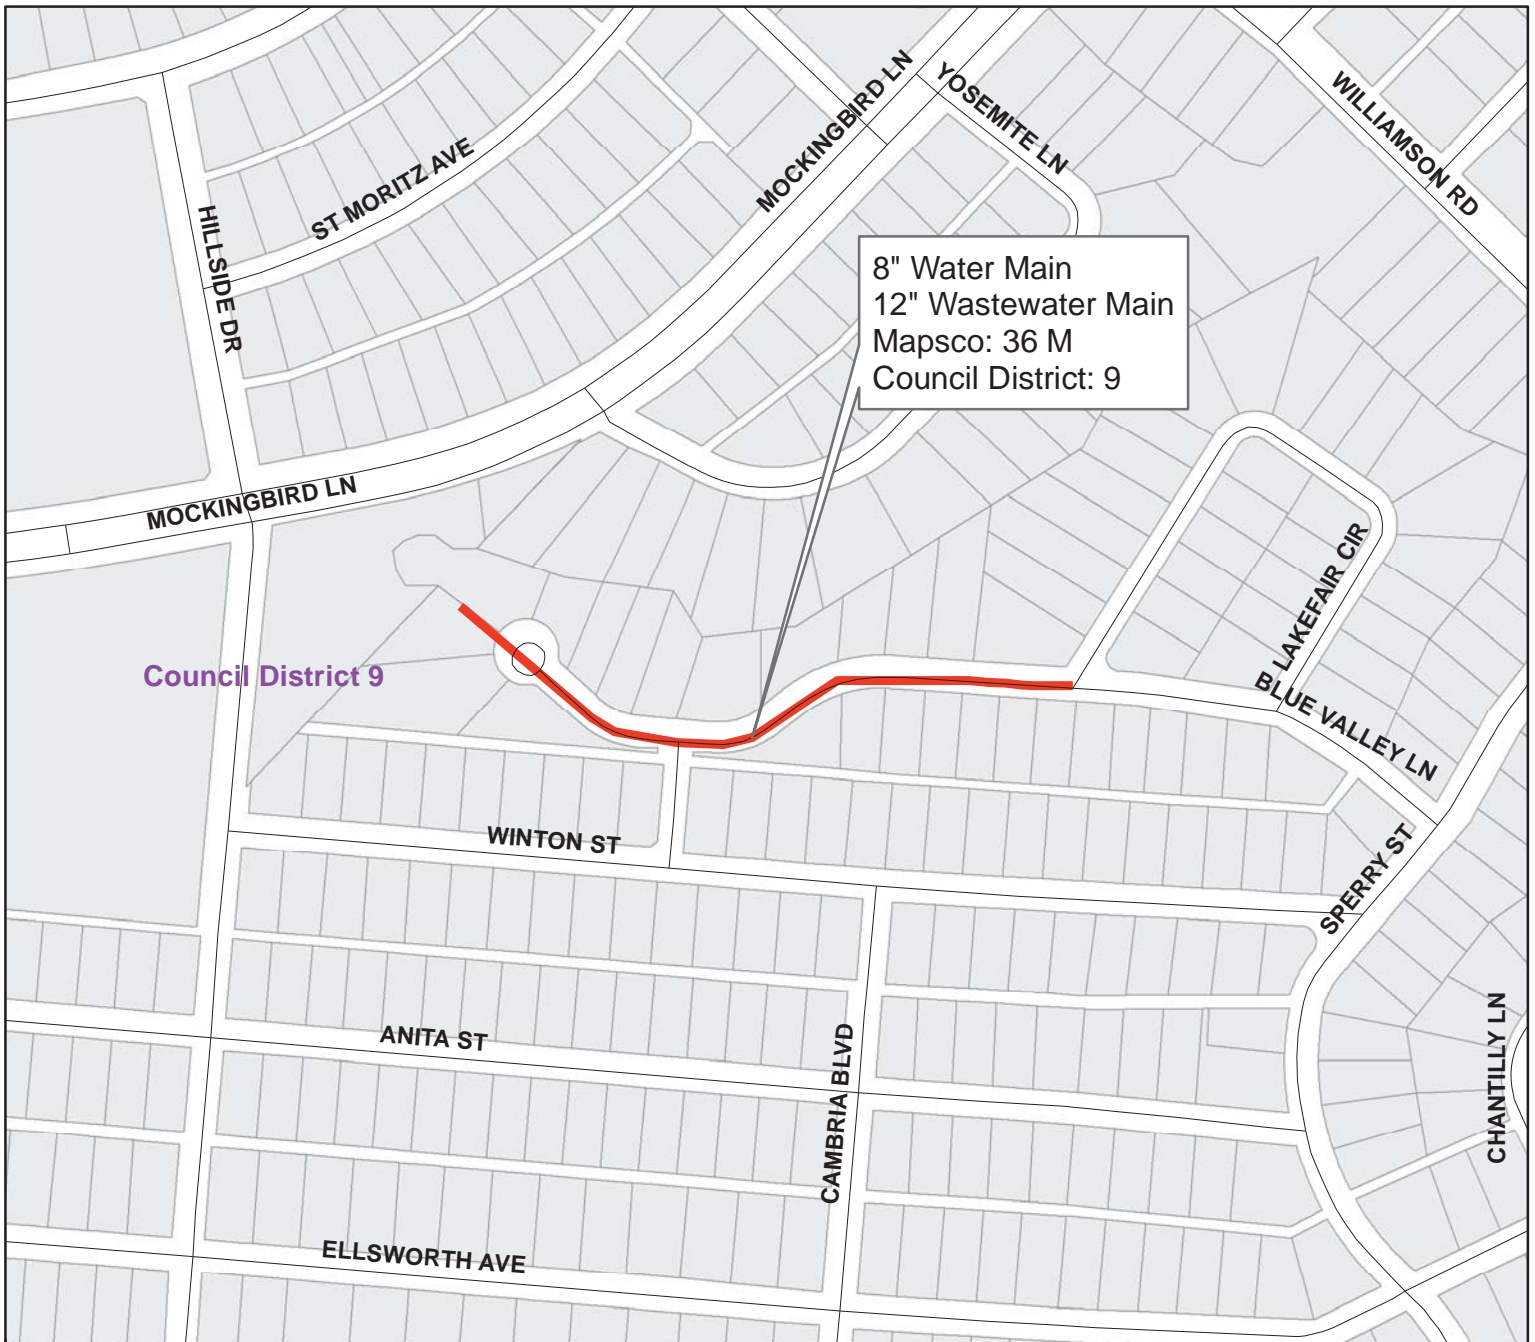 MOCKINGBIRD LN
YOSEMITE LN
WILLIAMSON RD
ST MORITZ AVE
HILLSIDE DR
8" Water Main
12" Wastewater Main
Mapsco: 36 M
Council District: 9
MOCKINGBIRD LN
B LAKEFAIR CIR
Council District 9
BLUE VALLEY LN
WINTON ST
SPERRY ST
ANITA ST
CAMBRIA BLVD
CHANTILLY LN
ELLSWORTH AVE